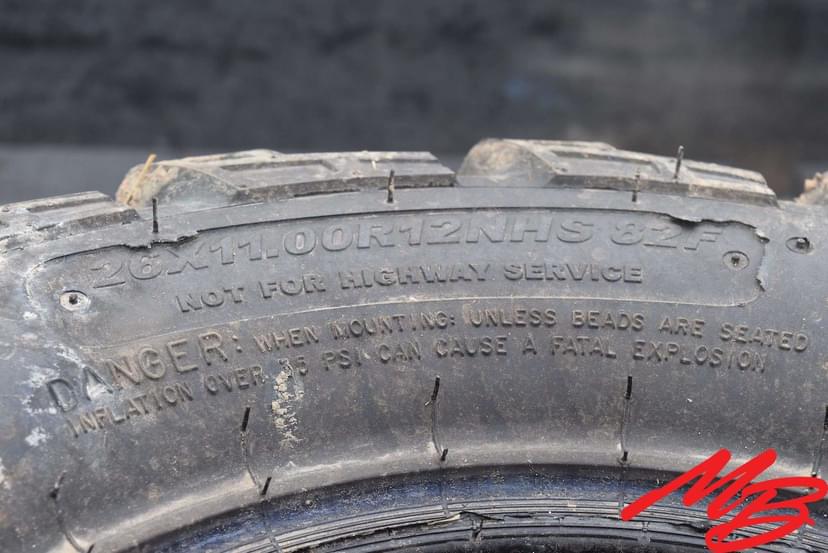 26X11.00R12NHS 82F
NOT FOR HIGHWAY SERVICE
DANGER: WHEN MOUNTING: UNLESS BEADS ARE SEATED
INFLATION OVER PSI CAN CAUSE A FATAL EXPLOSION
MB